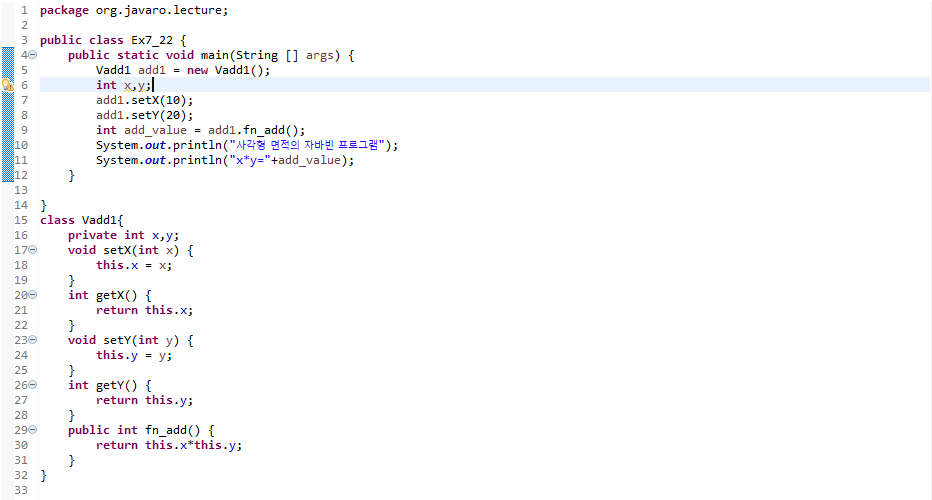 1 package org.javaro.lecture;
2
3 public class Ex7_22 {
4     public static void main(String [] args) {
5         Vadd1 add1 = new Vadd1();
6         int x,y;
7         add1.setX(10);
8         add1.setY(20);
9         int add_value = add1.fn_add();
10         System.out.println("사각형 면적의 자바빈 프로그램");
11         System.out.println("x*y="+add_value);
12     }
13
14 }
15 class Vadd1{
16     private int x,y;
17     void setX(int x) {
18         this.x = x;
19     }
20     int getX() {
21         return this.x;
22     }
23     void setY(int y) {
24         this.y = y;
25     }
26     int getY() {
27         return this.y;
28     }
29     public int fn_add() {
30         return this.x*this.y;
31     }
32 }
33